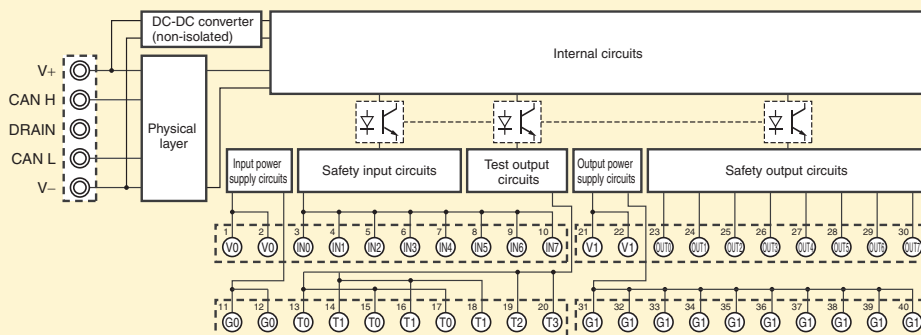 DC-DC converter
(non-isolated)
Internal circuits
V+
CAN H
DRAIN
CAN L
V−
Physical
layer
Input power
supply circuits
Safety input circuits
Test output
circuits
Output power
supply circuits
Safety output circuits
1 2 3 4 5 6 7 8 9 10
V0 V0 IN0 IN1 IN2 IN3 IN4 IN5 IN6 IN7
21 22 23 24 25 26 27 28 29 30
V1 V1 OUT0 OUT1 OUT2 OUT3 OUT4 OUT5 OUT6 OUT7
11 12 13 14 15 16 17 18 19 20
G0 G0 T0 T1 T0 T1 T0 T1 T2 T3
31 32 33 34 35 36 37 38 39 40
G1 G1 G1 G1 G1 G1 G1 G1 G1 G1